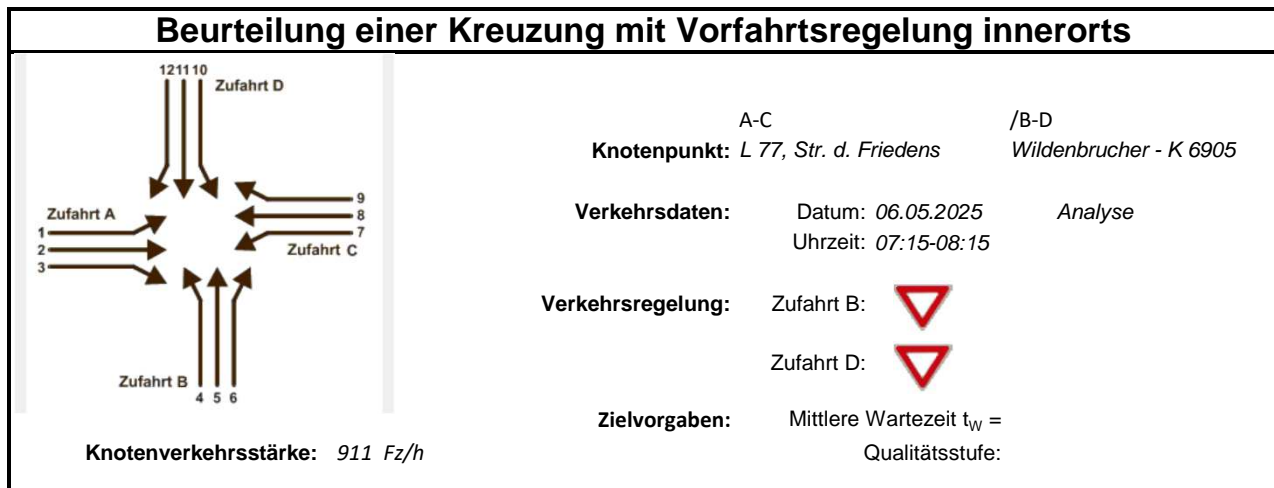 Beurteilung einer Kreuzung mit Vorfahrtsregelung innerorts
12 11 10
Zufahrt D
Zufahrt A
1
2
3
9
8
7
Zufahrt C
Zufahrt B
4 5 6
A-C /B-D
Knotenpunkt: L 77, Str. d. Friedens Wildenbrucher - K 6905
Verkehrsdaten: Datum: 06.05.2025 Analyse
Uhrzeit: 07:15-08:15
Verkehrsregelung: Zufahrt B:
Zufahrt D:
Zielvorgaben: Mittlere Wartezeit tW =
Knotenverkehrsstärke: 911 Fz/h Qualitätsstufe: